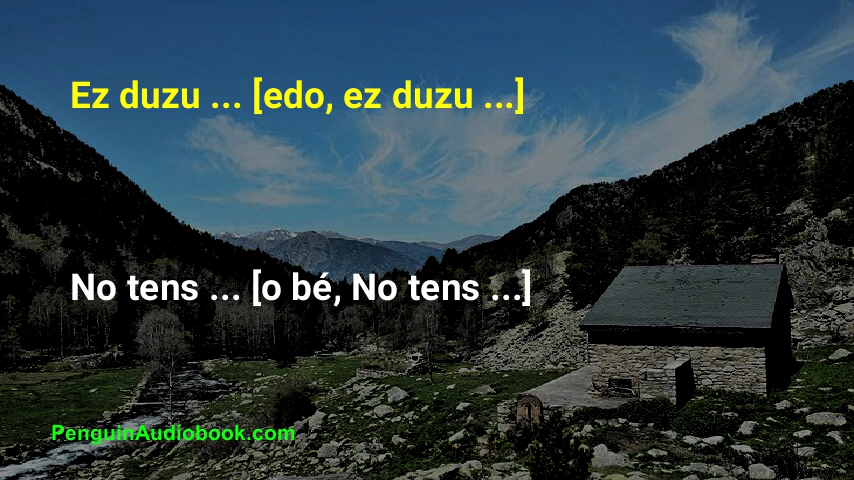 Ez duzu ... [edo, ez duzu ...]
No tens ... [o bé, No tens ...]
PenguinAudiobook.com